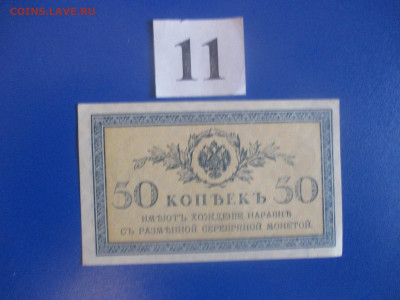 COINS.LAVE.RU
11
50 КОПѢЕКЪ 50
ИМѢЮТЪ ХОЖДЕНІЕ НАРАВНѢ
СЪ РАЗМѢННОЙ СЕРЕБРЯНОЙ МОНЕТОЙ.